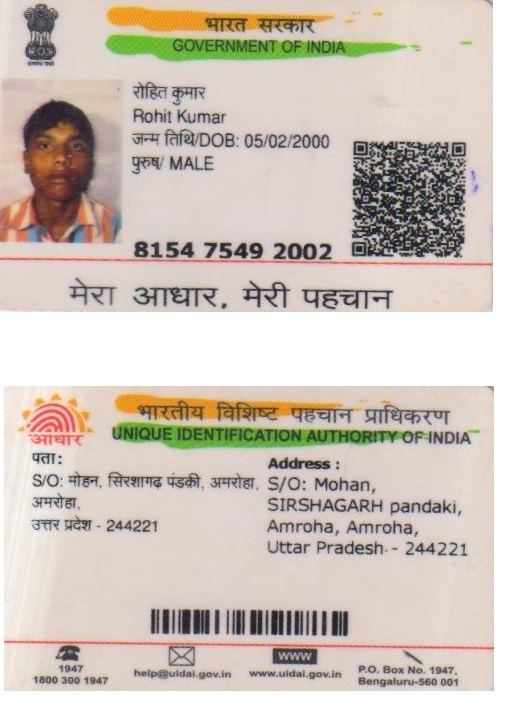 भारत सरकार
GOVERNMENT OF INDIA
रोहित कुमार
Rohit Kumar
जन्म तिथि/DOB: 05/02/2000
पुरुष/ MALE
8154 7549 2002
मेरा आधार, मेरी पहचान
भारतीय विशिष्ट पहचान प्राधिकरण
UNIQUE IDENTIFICATION AUTHORITY OF INDIA
आधार
पता:
S/O: मोहन, सिरशागढ़ पंडकी, अमरोहा,
अमरोहा,
उत्तर प्रदेश - 244221
Address :
S/O: Mohan,
SIRSHAGARH pandaki,
Amroha, Amroha,
Uttar Pradesh - 244221
1947
1800 300 1947
help@uidai.gov.in
WWW
www.uidai.gov.in
P.O. Box No. 1947,
Bengaluru-560 001